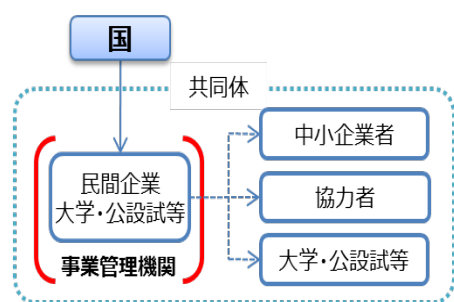 国
共同体
民間企業
大学・公設試等
事業管理機関
中小企業者
協力者
大学・公設試等